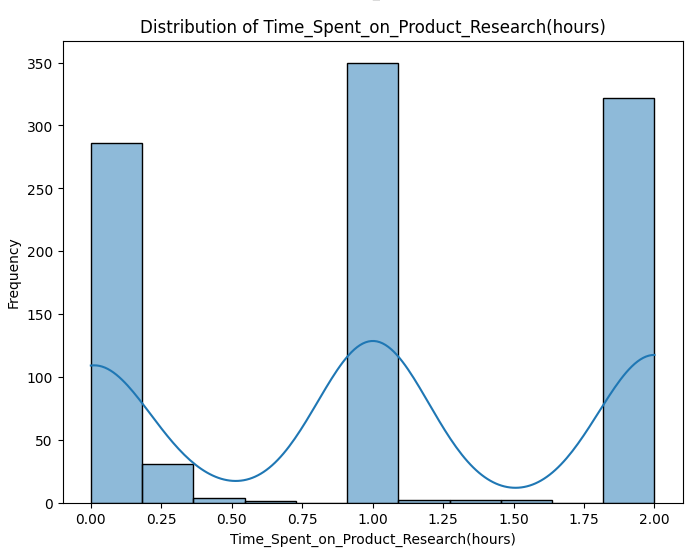 Distribution of Time_Spent_on_Product_Research(hours)
350
300
250
200
150
100
50
0
Frequency
0.00 0.25 0.50 0.75 1.00 1.25 1.50 1.75 2.00
Time_Spent_on_Product_Research(hours)